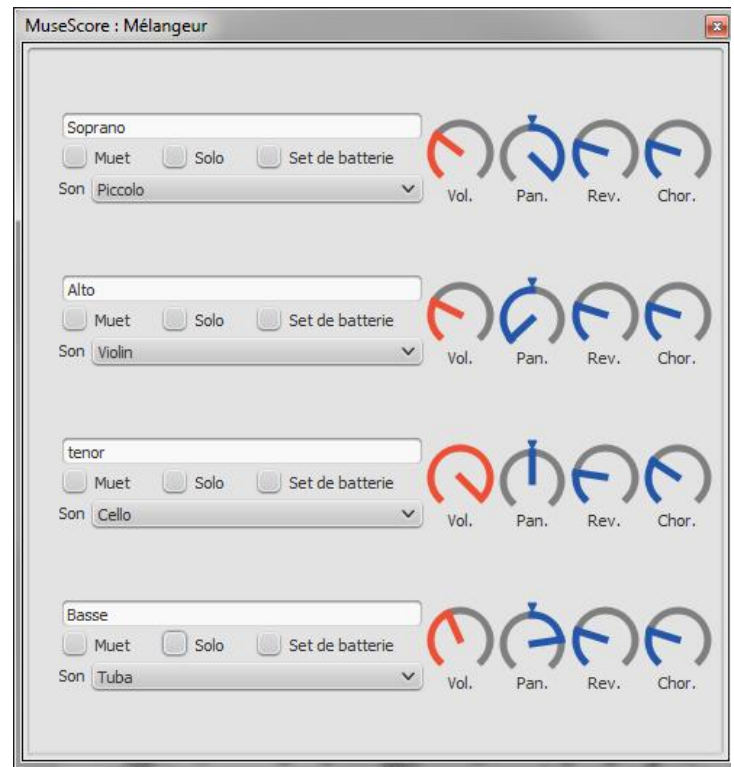 MuseScore : Mélangeur
Soprano
Muet Solo Set de batterie
Son Piccolo
Vol. Pan. Rev. Chor.
Alto
Muet Solo Set de batterie
Son Violin
Vol. Pan. Rev. Chor.
tenor
Muet Solo Set de batterie
Son Cello
Vol. Pan. Rev. Chor.
Basse
Muet Solo Set de batterie
Son Tuba
Vol. Pan. Rev. Chor.